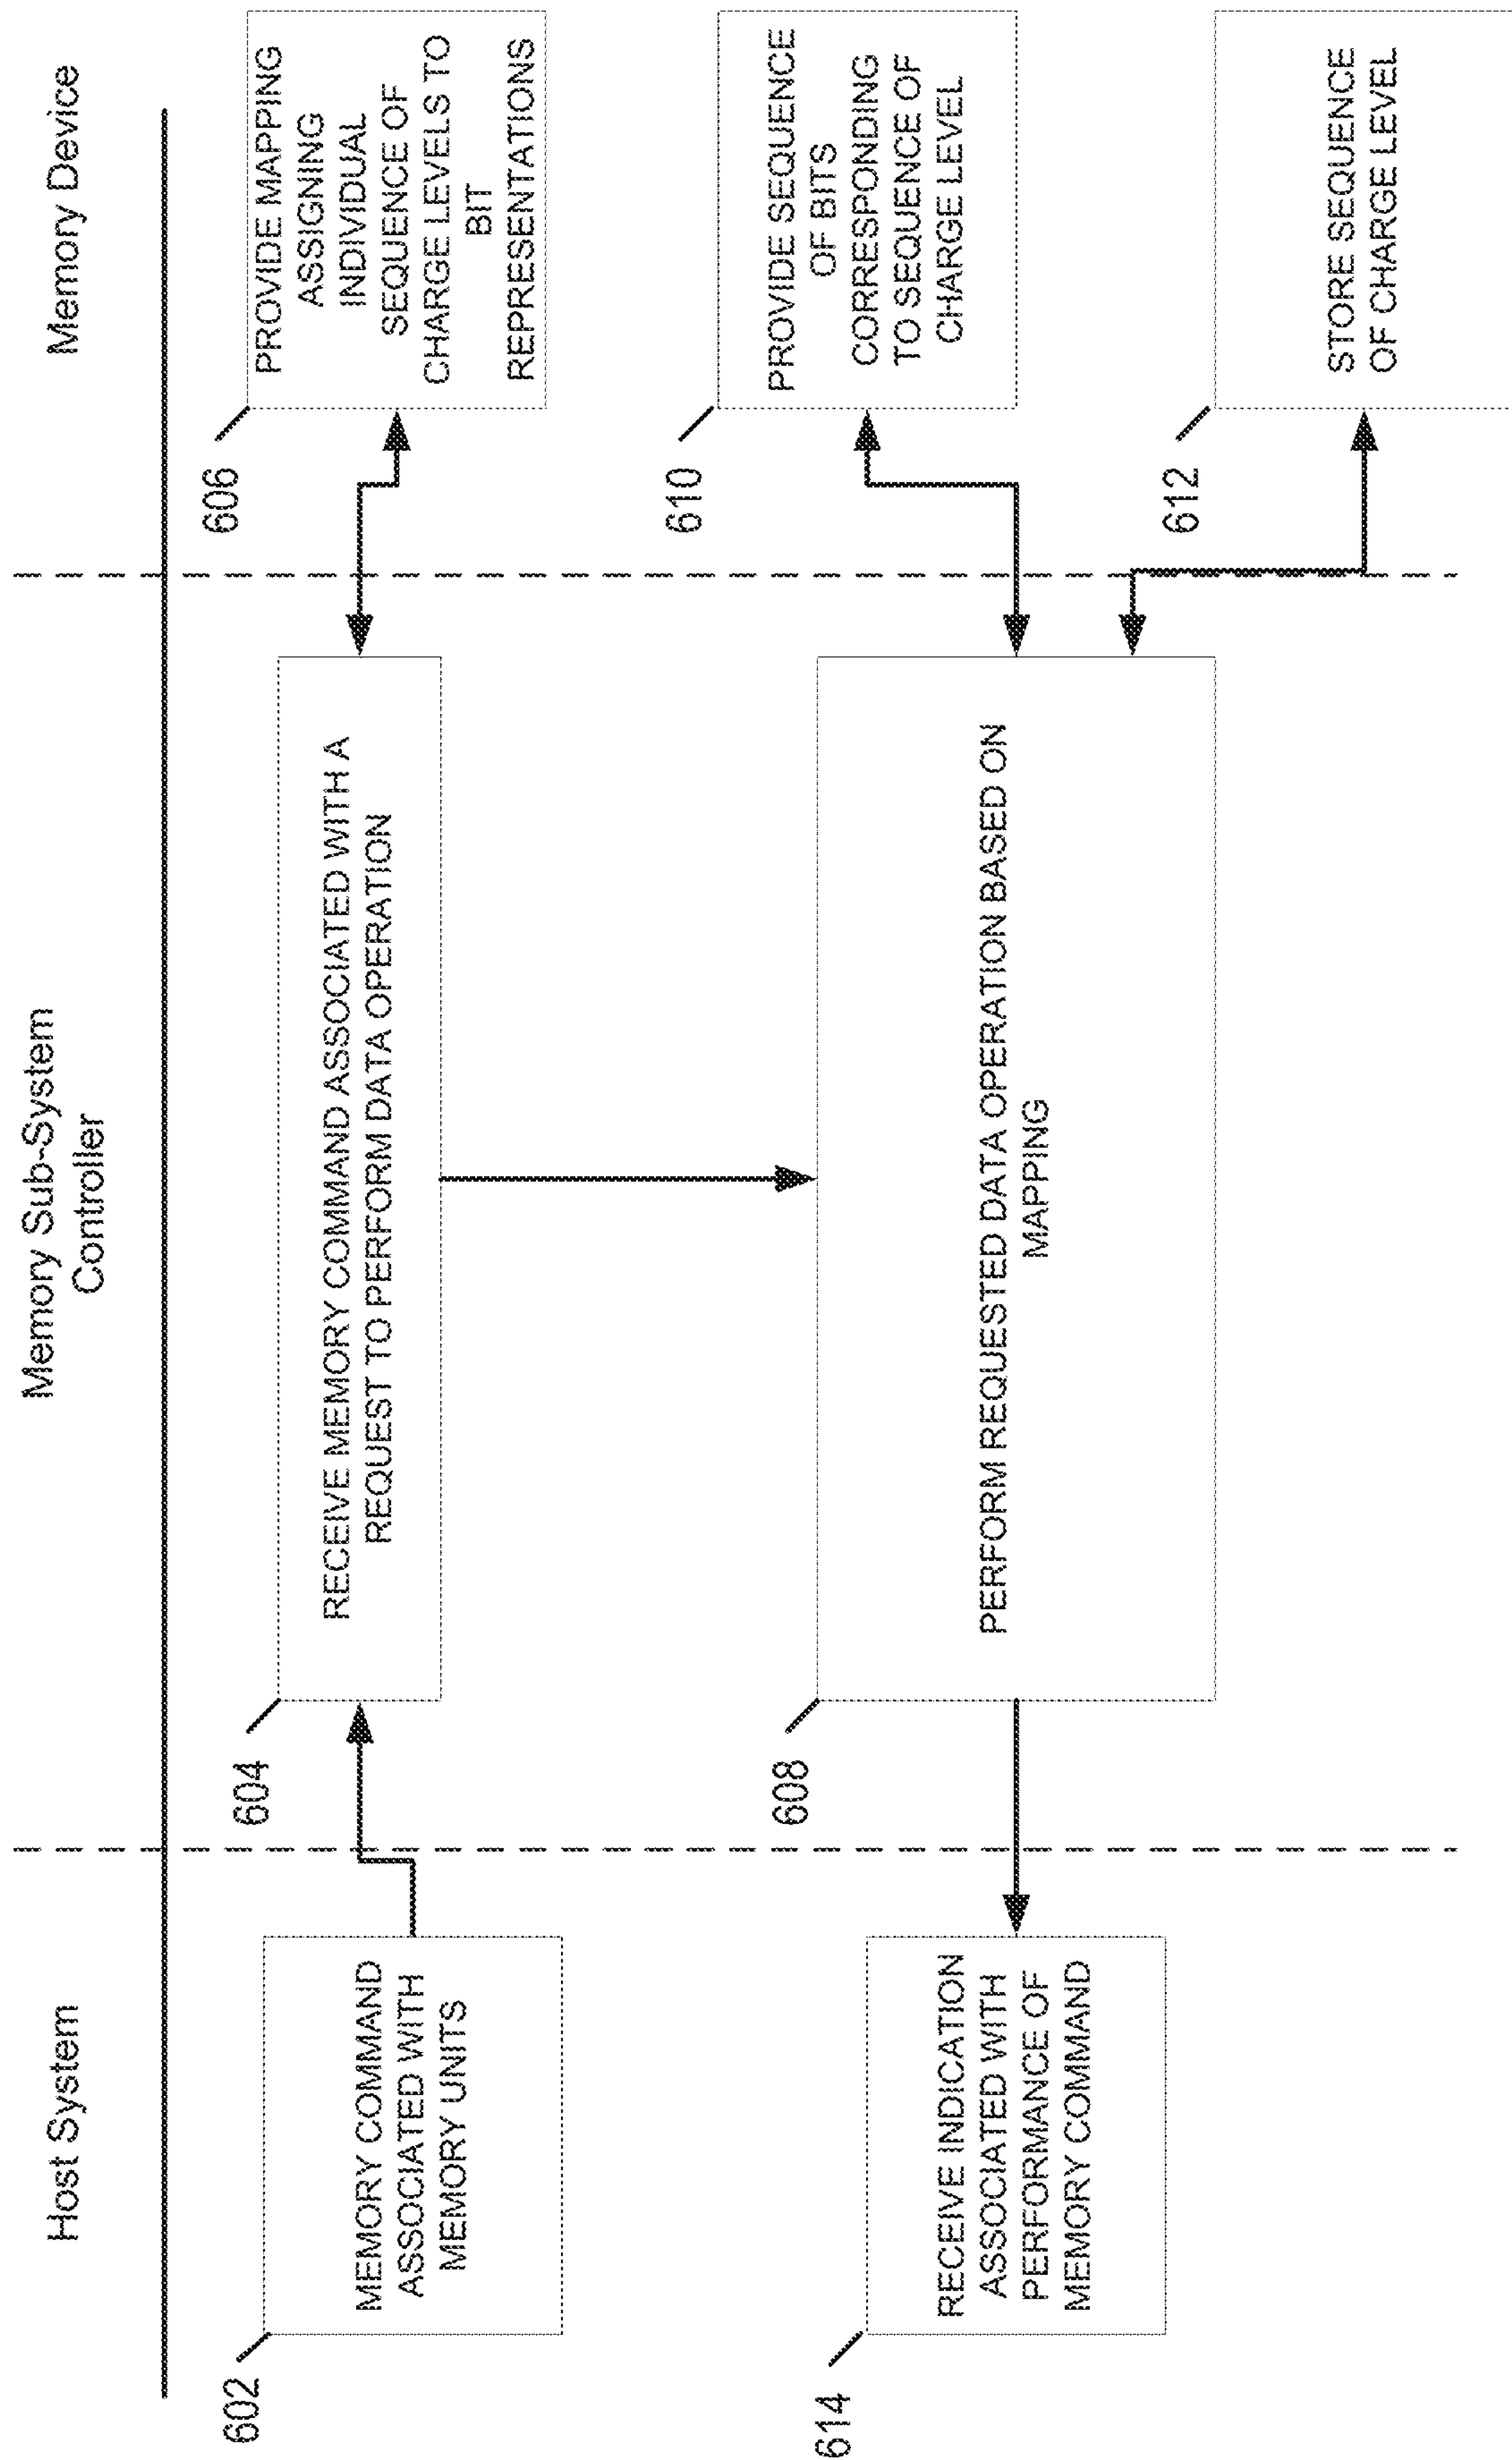 Host System
Memory Sub-System
Controller
Memory Device
602
MEMORY COMMAND
ASSOCIATED WITH
MEMORY UNITS
604
RECEIVE MEMORY COMMAND ASSOCIATED WITH A
REQUEST TO PERFORM DATA OPERATION
606
PROVIDE MAPPING
ASSIGNING
INDIVIDUAL
SEQUENCE OF
CHARGE LEVELS TO
BIT
REPRESENTATIONS
608
PERFORM REQUESTED DATA OPERATION BASED ON
MAPPING
610
PROVIDE SEQUENCE
OF BITS
CORRESPONDING
TO SEQUENCE OF
CHARGE LEVEL
612
STORE SEQUENCE
OF CHARGE LEVEL
614
RECEIVE INDICATION
ASSOCIATED WITH
PERFORMANCE OF
MEMORY COMMAND